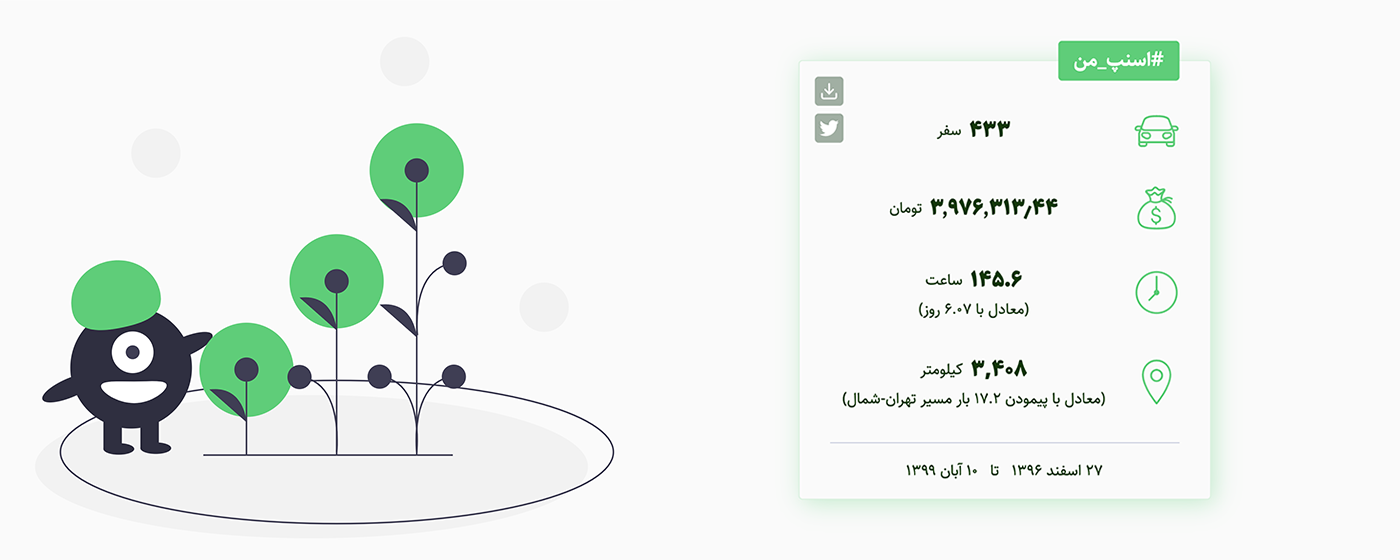 #اسنپ_من
۴۳۳ سفر
۳,۹۷۶,۳۱۳٫۴۴ تومان
۱۴۵.۶ ساعت
(معادل با ۶.۰۷ روز)
۳,۴۰۸ کیلومتر
(معادل با پیمودن ۱۷.۲ بار مسیر تهران-شمال)
۲۷ اسفند ۱۳۹۶ تا ۱۰ آبان ۱۳۹۹